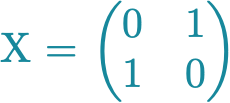 X = (0 1
1 0)